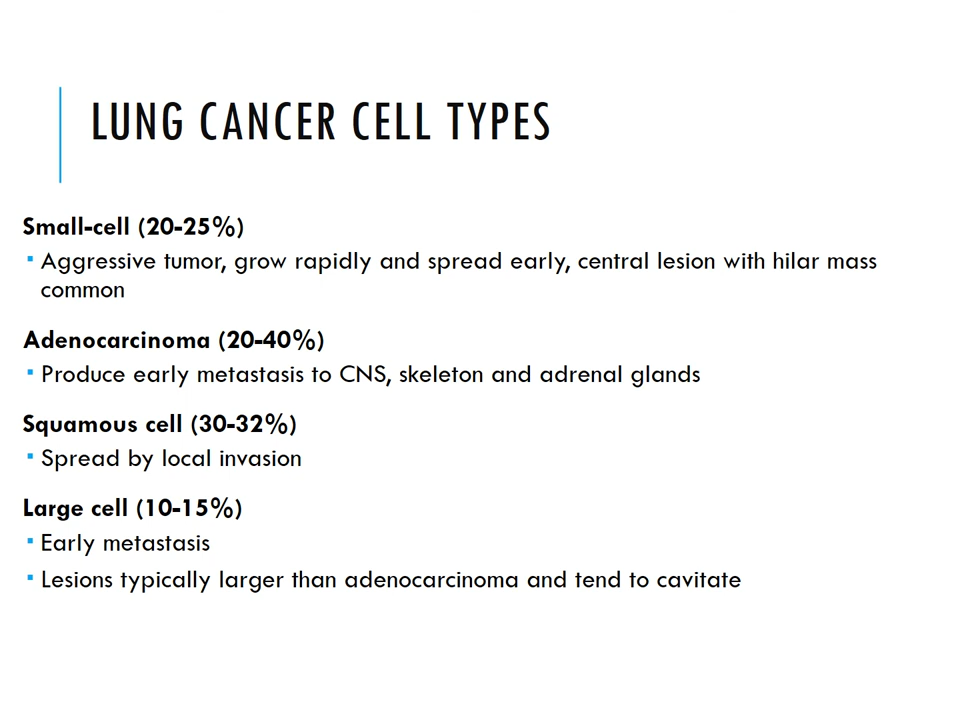 LUNG CANCER CELL TYPES
Small-cell (20-25%)
▪ Aggressive tumor, grow rapidly and spread early, central lesion with hilar mass
common
Adenocarcinoma (20-40%)
▪ Produce early metastasis to CNS, skeleton and adrenal glands
Squamous cell (30-32%)
▪ Spread by local invasion
Large cell (10-15%)
▪ Early metastasis
▪ Lesions typically larger than adenocarcinoma and tend to cavitate